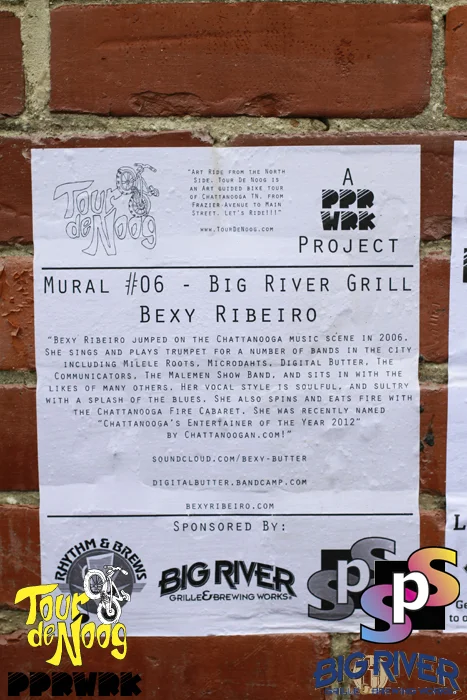 Tour
de Noog
"Art Ride from the North
Side. Tour De Noog is
an Art guided bike tour
of Chattanooga TN. from
Frazier Avenue to Main
Street. Let's Ride!!!"
www.TourDeNoog.com
A
PPR
WRK
Project
Mural #06 - Big River Grill
Bexy Ribeiro
"Bexy Ribeiro jumped on the Chattanooga music scene in 2006.
She sings and plays trumpet for a number of bands in the city
including Milele Roots, Microdahts, Digital Butter, The
Communicators, The Malemen Show Band, and sits in with the
likes of many others. Her vocal style is soulful, and sultry
with a splash of the blues. She also spins and eats fire with
the Chattanooga Fire Cabaret. She was recently named
"Chattanooga's Entertainer of the Year 2012"
by Chattanoogan.com!"
soundcloud.com/bexy-butter
digitalbutter.bandcamp.com
bexyribeiro.com
Sponsored By:
RHYTHM & BREWS
BIG RIVER
GRILLE & BREWING WORKS
SPS
SPS
Tour
de Noog
PPRWRK
BIG RIVER
GRILLE & BREWING WORKS